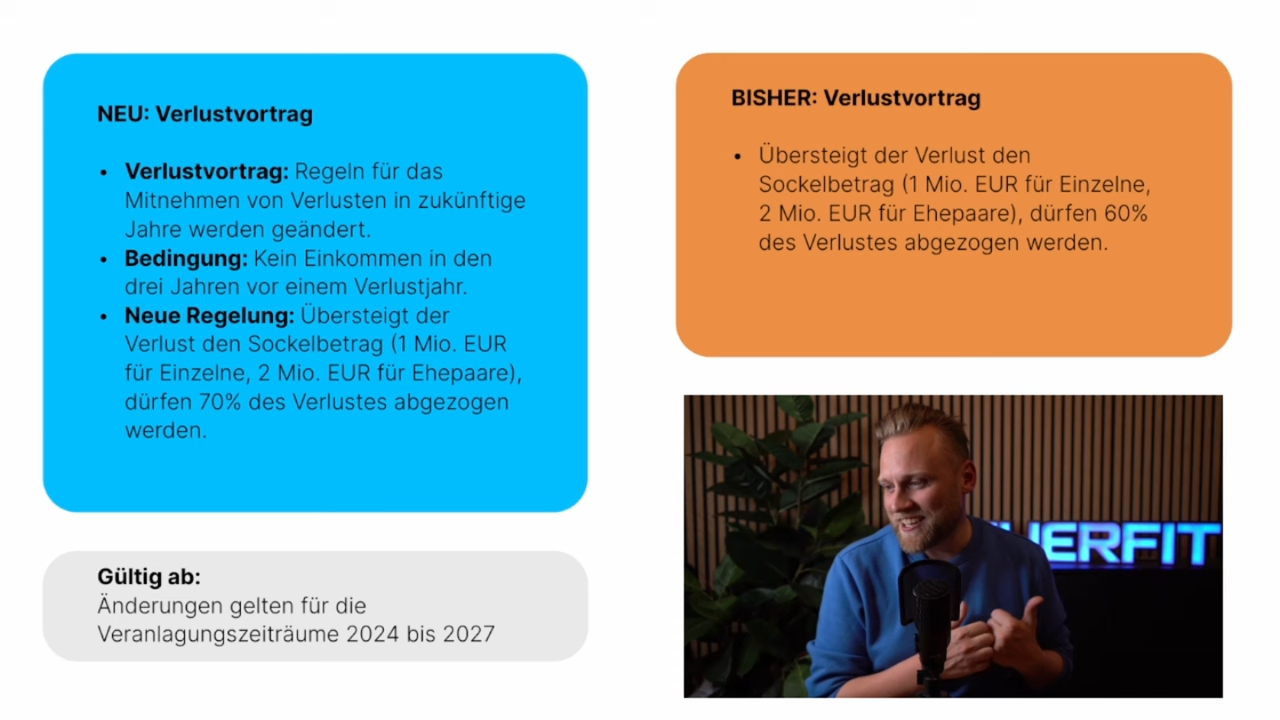 NEU: Verlustvortrag
• Verlustvortrag: Regeln für das
Mitnehmen von Verlusten in zukünftige
Jahre werden geändert.
• Bedingung: Kein Einkommen in den
drei Jahren vor einem Verlustjahr.
• Neue Regelung: Übersteigt der
Verlust den Sockelbetrag (1 Mio. EUR
für Einzelne, 2 Mio. EUR für Ehepaare),
dürfen 70% des Verlustes abgezogen
werden.
Gültig ab:
Änderungen gelten für die
Veranlagungszeiträume 2024 bis 2027
BISHER: Verlustvortrag
• Übersteigt der Verlust den
Sockelbetrag (1 Mio. EUR für Einzelne,
2 Mio. EUR für Ehepaare), dürfen 60%
des Verlustes abgezogen werden.
UERFIT